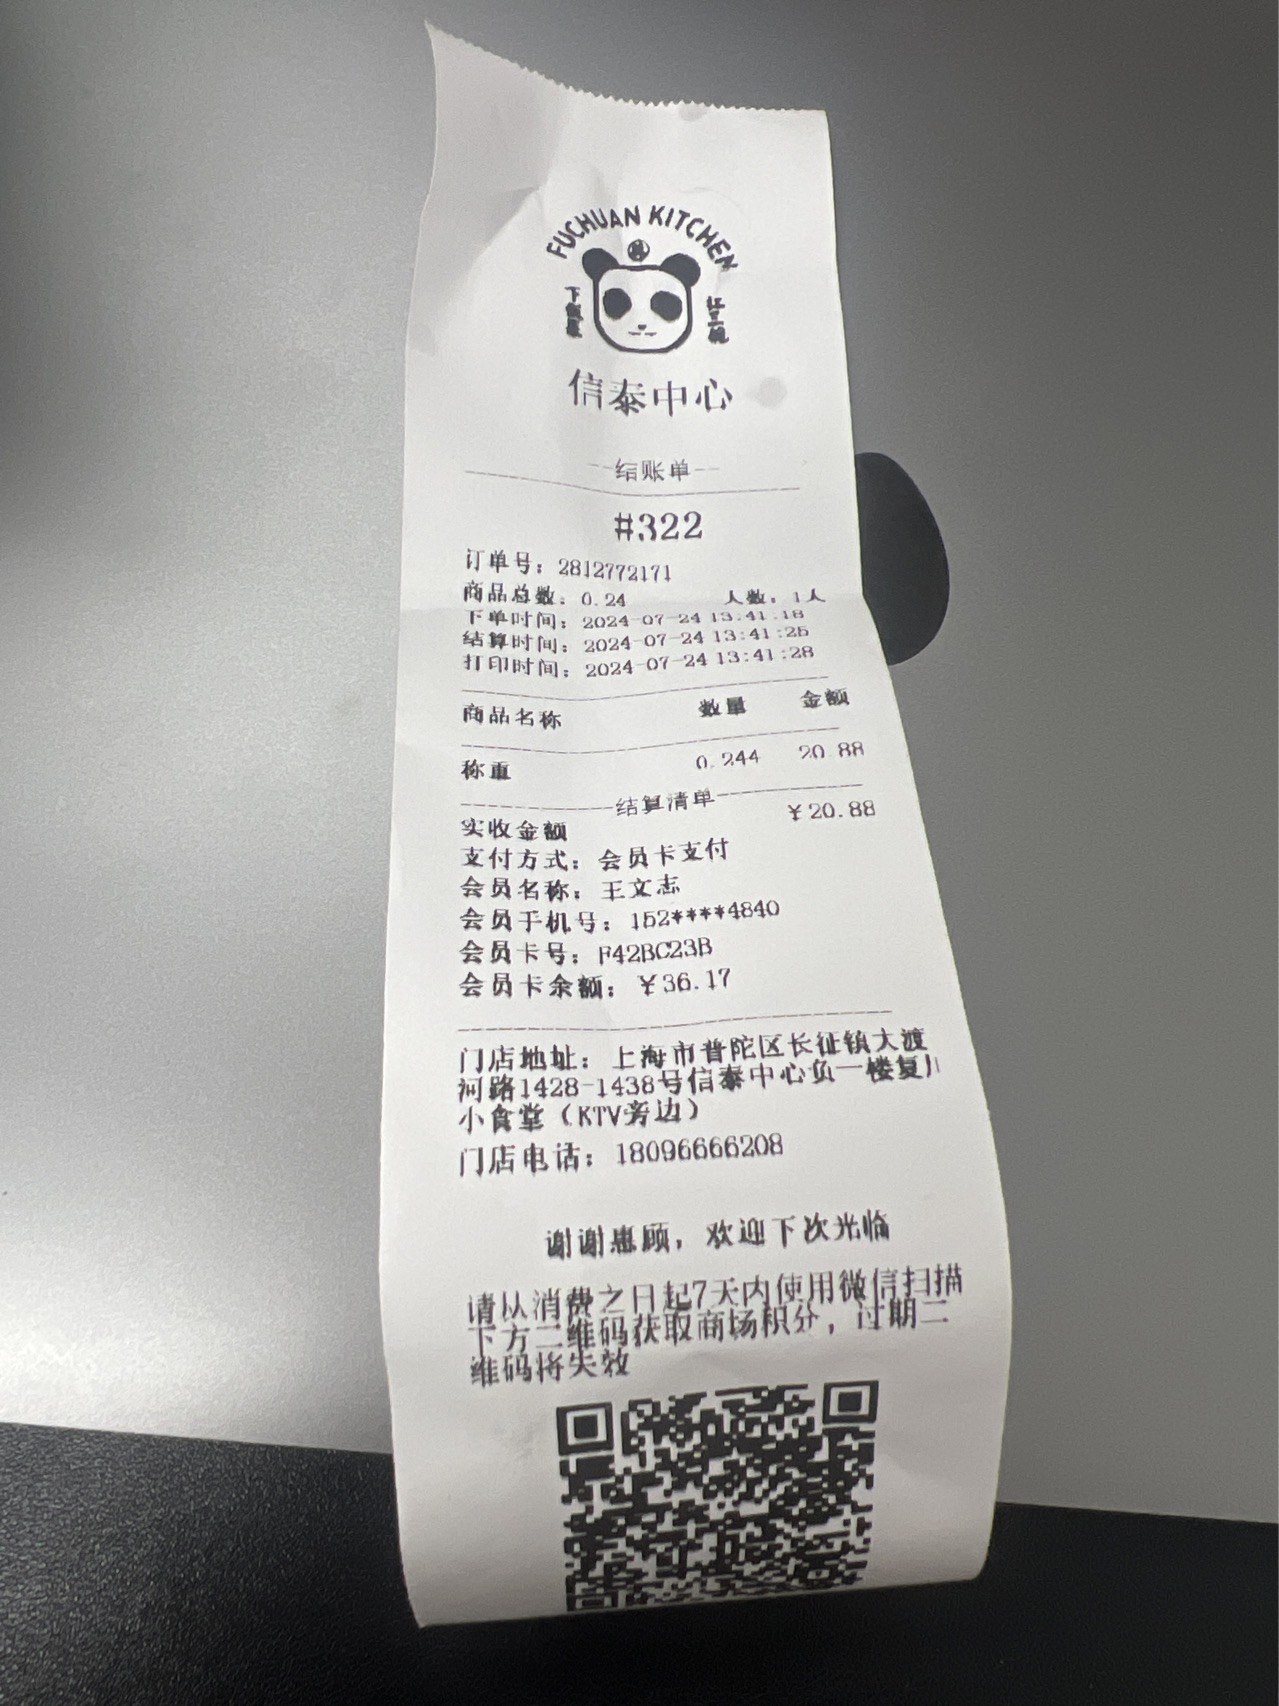 FUCHUAN KITCHEN
信泰中心
--结账单--
#322
订单号：2812772171
商品总数：0.24 人数：1人
下单时间：2024-07-24 13:41:18
结算时间：2024-07-24 13:41:25
打印时间：2024-07-24 13:41:28
商品名称 数量 金额
称重 0.244 20.88
结算清单
实收金额 ￥20.88
支付方式：会员卡支付
会员名称：王文志
会员手机号：152****4840
会员卡号：F42BC23B
会员卡余额：￥36.17
门店地址：上海市普陀区长征镇大渡
河路1428-1438号信泰中心负一楼复川
小食堂（KTV旁边）
门店电话：18096666208
谢谢惠顾，欢迎下次光临
请以消费之日起7天内使用微信扫描
下方二维码获取商场积分，过期二
维码将失效